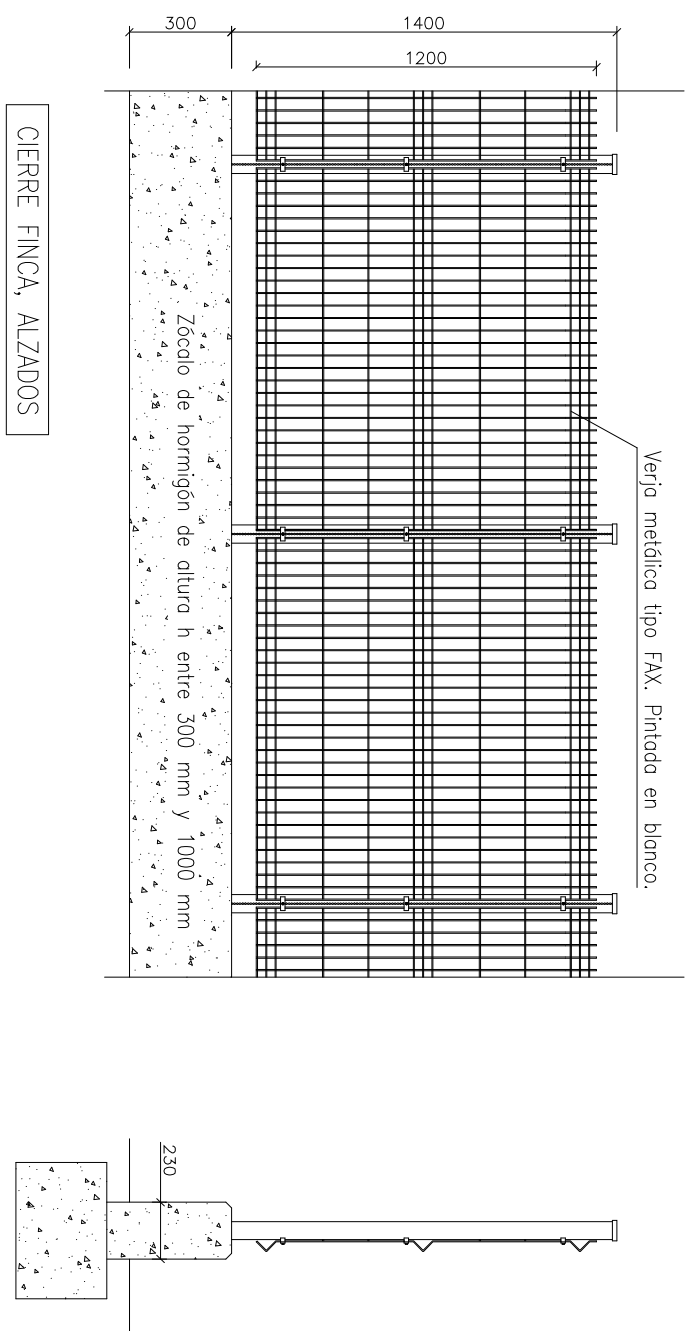 300
1400
1200
Verja metálica tipo FAX. Pintada en blanco.
Zócalo de hormigón de altura h entre 300 mm y 1000 mm
230
CIERRE FINCA, ALZADOS